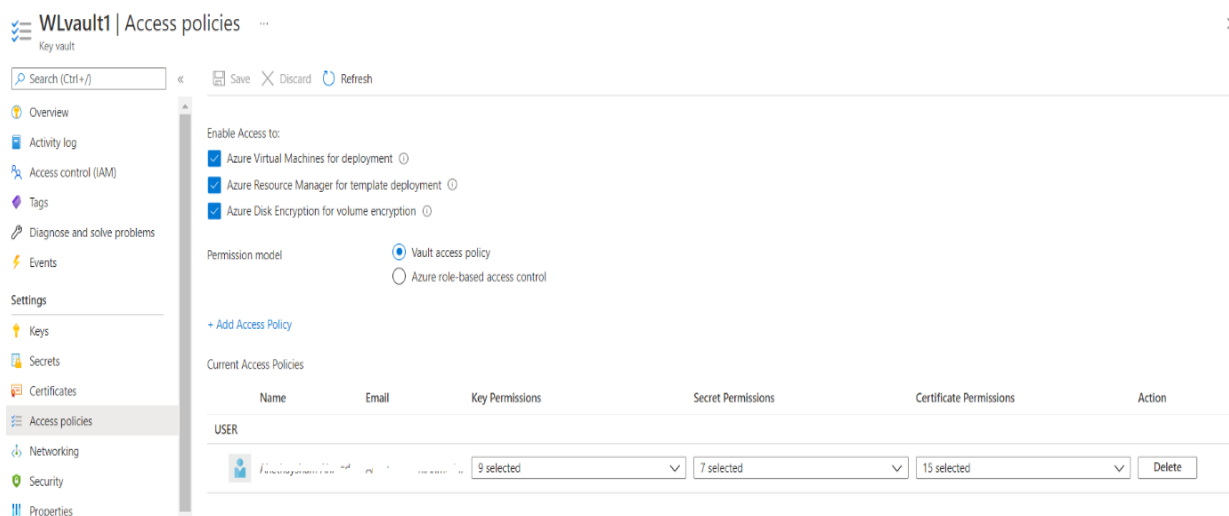 WLvault1 | Access policies ...
Key vault
Search (Ctrl+/) «
Save Discard Refresh
Overview
Activity log
Access control (IAM)
Tags
Diagnose and solve problems
Events
Settings
Keys
Secrets
Certificates
Access policies
Networking
Security
Properties
Enable Access to:
Azure Virtual Machines for deployment
Azure Resource Manager for template deployment
Azure Disk Encryption for volume encryption
Permission model
Vault access policy
Azure role-based access control
+ Add Access Policy
Current Access Policies
Name Email Key Permissions Secret Permissions Certificate Permissions Action
USER
9 selected 7 selected 15 selected Delete